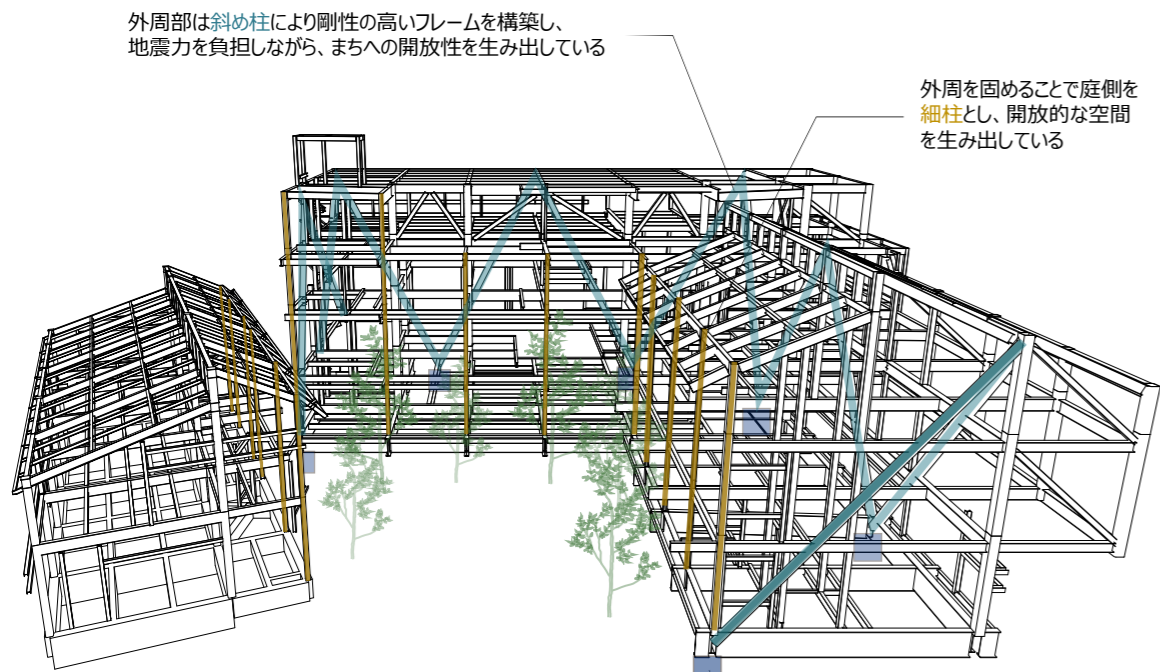 外周部は斜め柱により剛性の高いフレームを構築し、
地震力を負担しながら、まちへの開放性を生み出している
外周を固めることで庭側を
細柱とし、開放的な空間
を生み出している